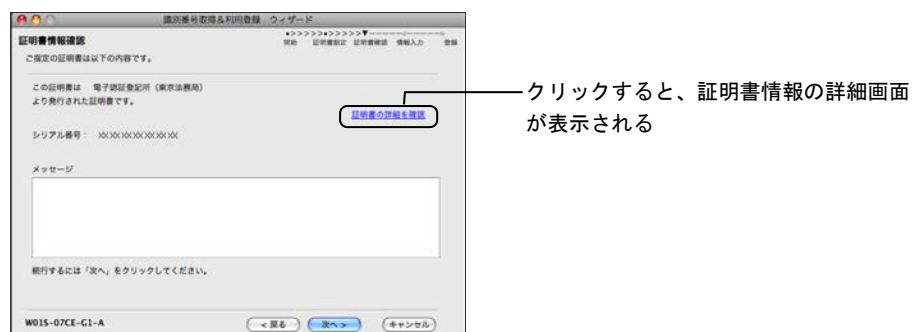 識別番号取得&利用登録 ウィザード
証明書情報確認
●>>>>>●>>>>>▼
開始 証明書設定 証明書確認 情報入力 登録
ご指定の証明書は以下の内容です。
この証明書は 電子認証登記所（東京法務局）
より発行された証明書です。
証明書の詳細を確認
クリックすると、証明書情報の詳細画面
が表示される
シリアル番号：
メッセージ
続行するには「次へ」をクリックしてください。
W01S-07CE-G1-A
< 戻る 次へ > キャンセル